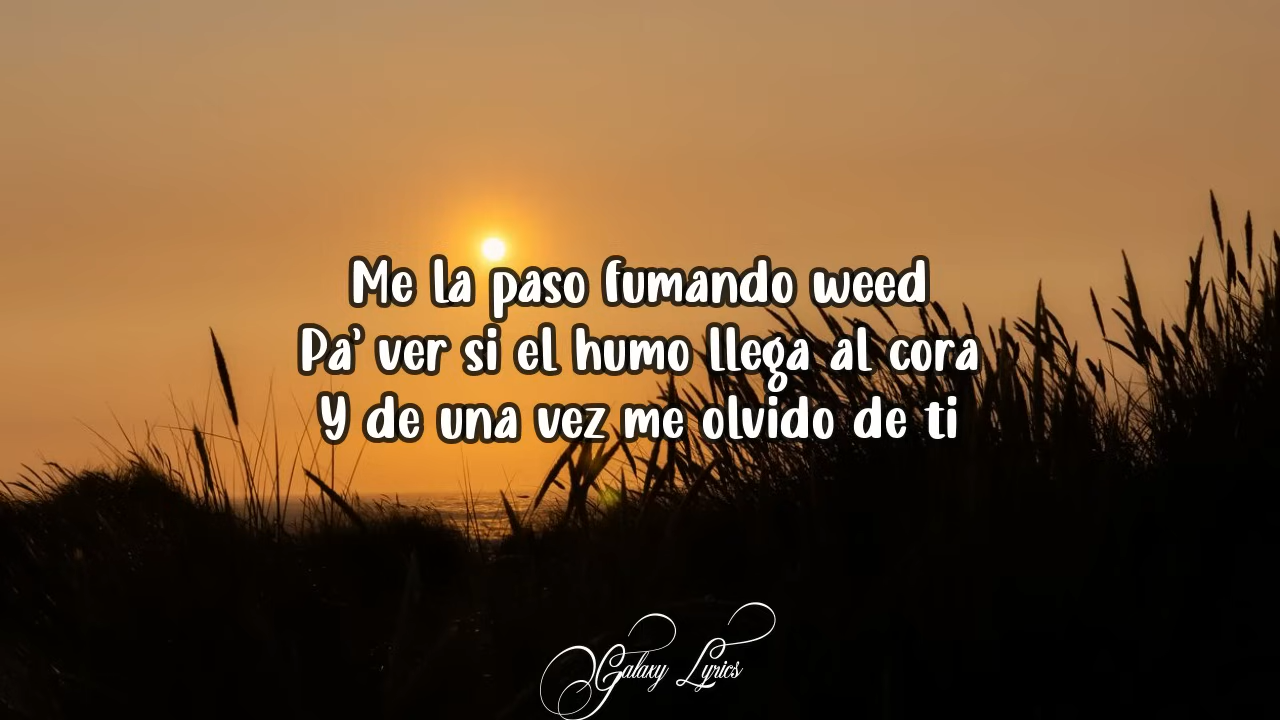 Me la paso fumando weed
Pa' ver si el humo llega al cora
Y de una vez me olvido de ti
Galaxy Lyrics